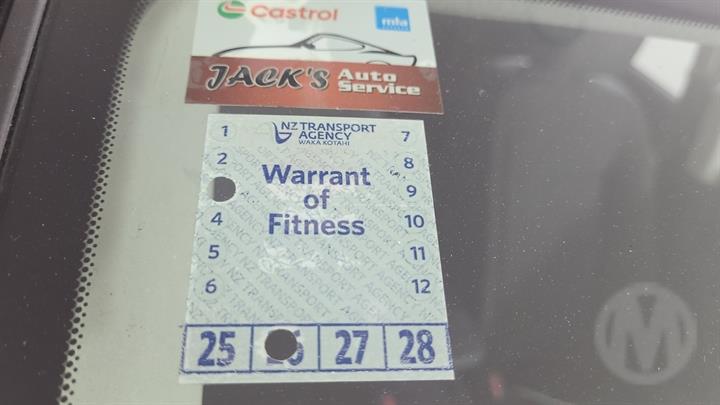 Castrol
mta
JACK'S Auto
Service
NZ TRANSPORT
AGENCY
WAKA KOTAHI
Warrant
of
Fitness
1
2
4
5
6
7
8
9
10
11
12
25 27 28
M